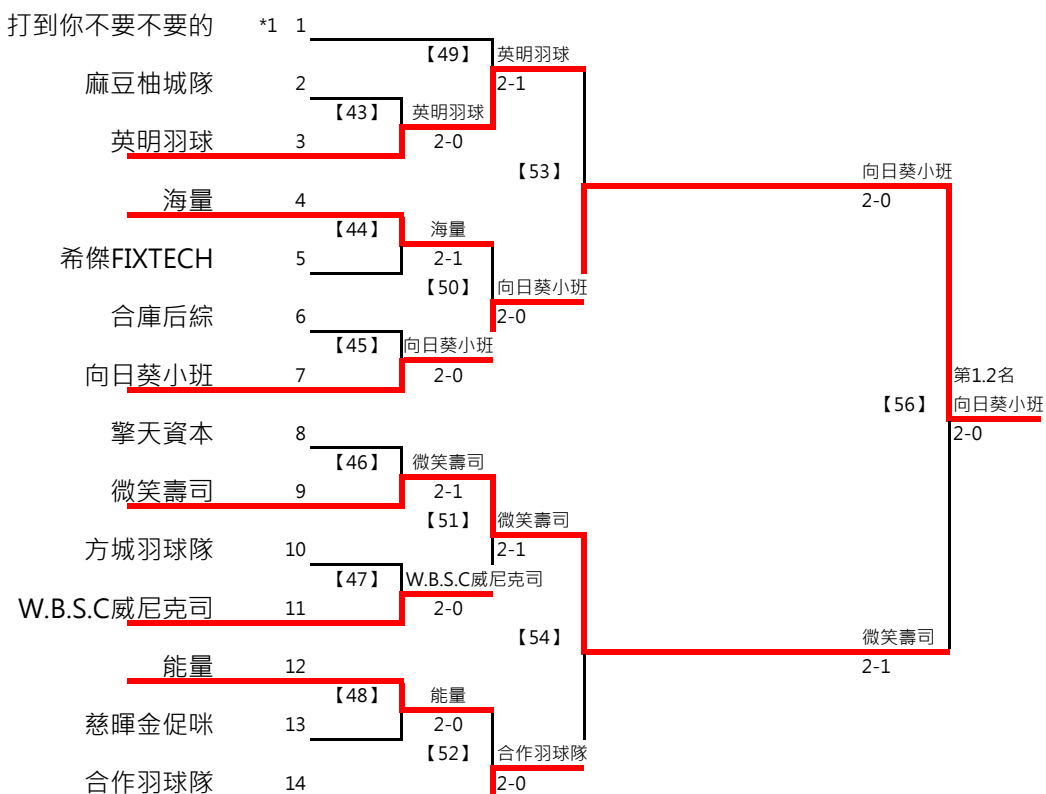 打到你不要不要的 *1 1
【49】 英明羽球
麻豆柚城隊 2 2-1
【43】 英明羽球
英明羽球 3 2-0
【53】 向日葵小班
海量 4 2-0
【44】 海量
希傑FIXTECH 5 2-1
【50】 向日葵小班
合庫后綜 6 2-0
【45】 向日葵小班
向日葵小班 7 2-0 第1.2名
【56】 向日葵小班
擎天資本 8 2-0
【46】 微笑壽司
微笑壽司 9 2-1
【51】 微笑壽司
方城羽球隊 10 2-1
【47】 W.B.S.C威尼克司
W.B.S.C威尼克司 11 2-0
【54】 微笑壽司
能量 12 2-1
【48】 能量
慈暉金促咪 13 2-0
【52】 合作羽球隊
合作羽球隊 14 2-0